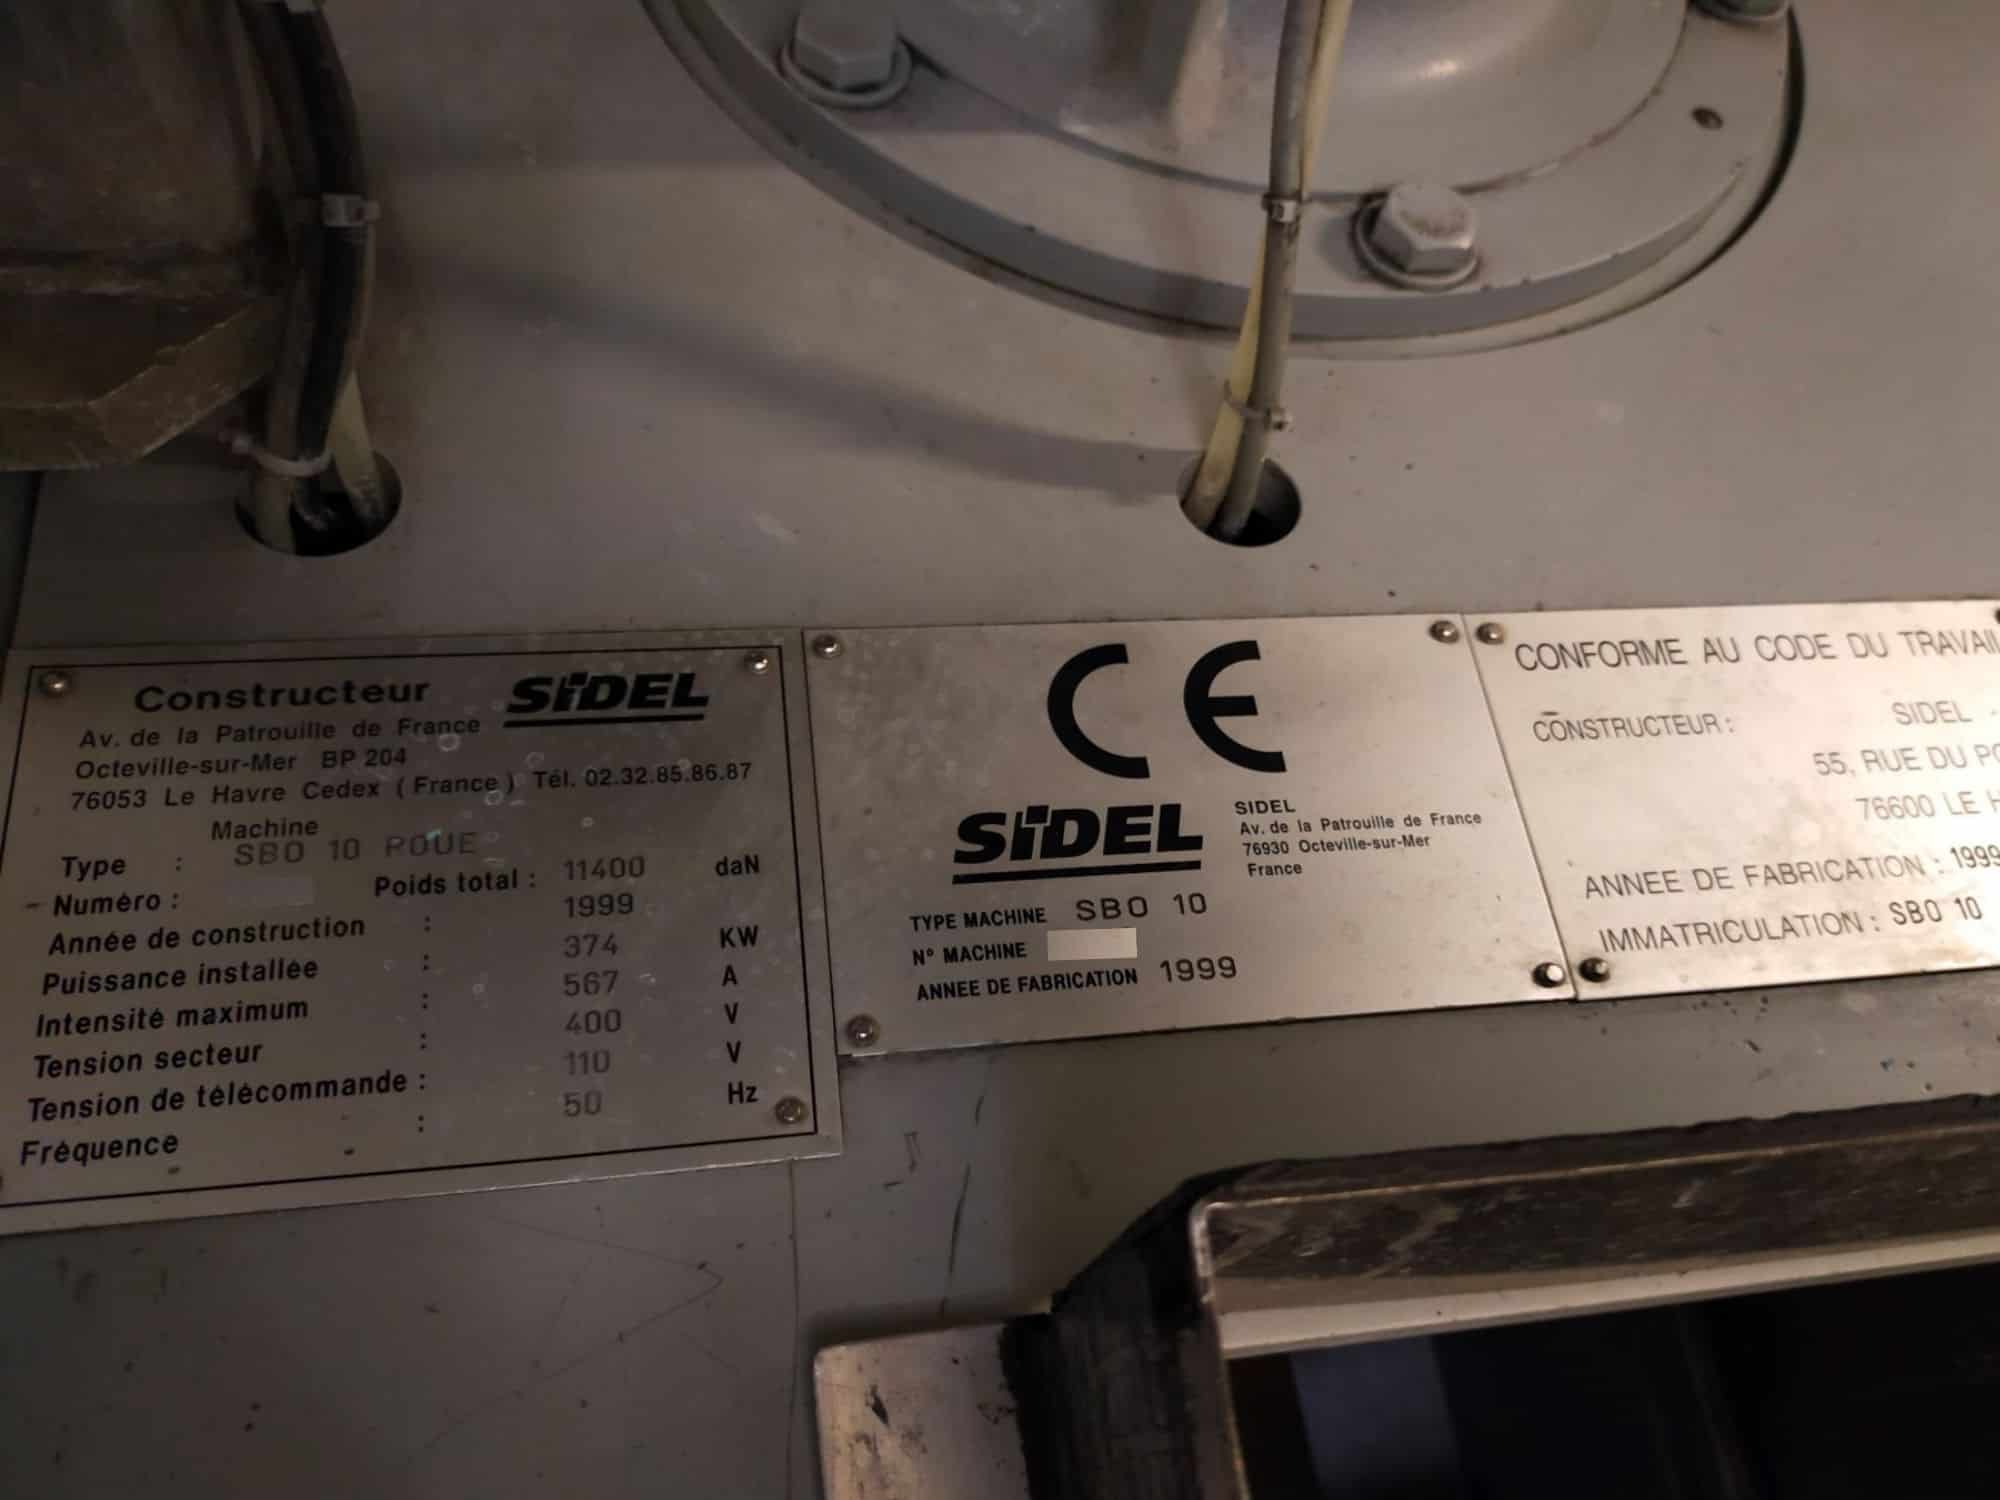 Constructeur SIDEL
Av. de la Patrouille de France
Octeville-sur-Mer BP 204
76053 Le Havre Cedex ( France ) Tél. 02.32.85.86.87
Machine
Type : SBO 10 ROUE
Numéro : Poids total : 11400 daN
Année de construction : 1999
Puissance installée : 374 KW
Intensité maximum : 567 A
Tension secteur : 400 V
Tension de télécommande : 110 V
Fréquence : 50 Hz
CE
SIDEL
SIDEL
Av. de la Patrouille de France
76930 Octeville-sur-Mer
France
TYPE MACHINE SBO 10
N° MACHINE
ANNEE DE FABRICATION 1999
CONFORME AU CODE DU TRAVAIL
CONSTRUCTEUR : SIDEL -
55, RUE DU
76600 LE
ANNEE DE FABRICATION : 1999
IMMATRICULATION : SBO 10